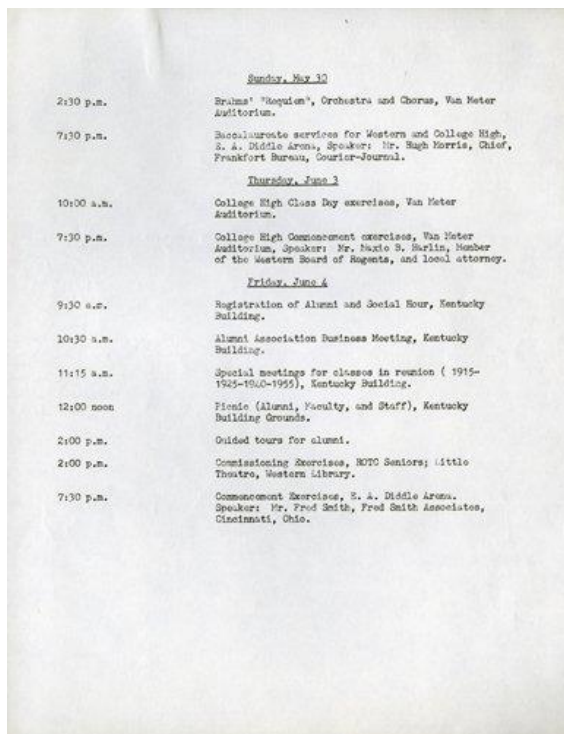 Sunday, May 30
2:30 p.m. Brahms' "Requiem", Orchestra and Chorus, Van Meter
Auditorium.
7:30 p.m. Baccalaureate services for Western and College High,
E. A. Diddle Arena, Speaker: Mr. Hugh Morris, Chief,
Frankfort Bureau, Courier-Journal.
Thursday, June 3
10:00 a.m. College High Class Day exercises, Van Meter
Auditorium.
7:30 p.m. College High Commencement exercises, Van Meter
Auditorium, Speaker: Mr. Maxie B. Harlin, Member
of the Western Board of Regents, and local attorney.
Friday, June 4
9:30 a.m. Registration of Alumni and Social Hour, Kentucky
Building.
10:30 a.m. Alumni Association Business Meeting, Kentucky
Building.
11:15 a.m. Special meetings for classes in reunion ( 1915-
1925-1940-1955), Kentucky Building.
12:00 noon Picnic (Alumni, Faculty, and Staff), Kentucky
Building Grounds.
2:00 p.m. Guided tours for alumni.
2:00 p.m. Commissioning Exercises, ROTC Seniors; Little
Theatre, Western Library.
7:30 p.m. Commencement Exercises, E. A. Diddle Arena.
Speaker: Mr. Fred Smith, Fred Smith Associates,
Cincinnati, Ohio.